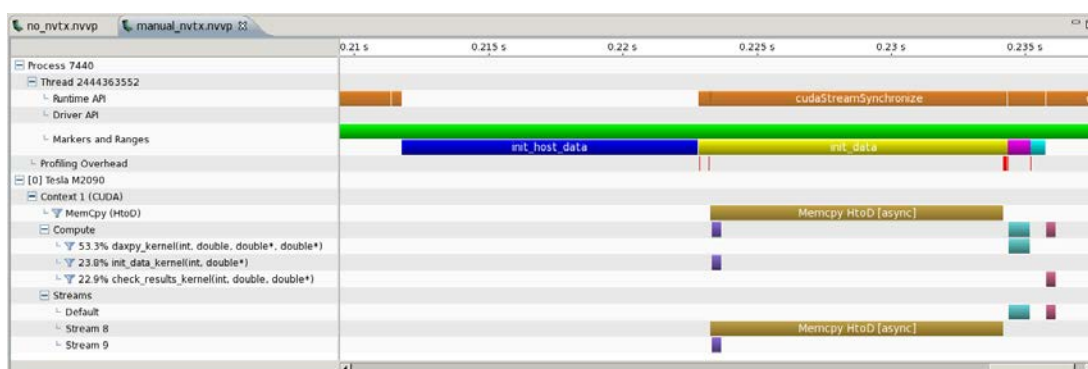 no_nvtx.nvvp manual_nvtx.nvvp
0.21 s 0.215 s 0.22 s 0.225 s 0.23 s 0.235 s
Process 7440
Thread 2444363552
Runtime API cudaStreamSynchronize
Driver API
Markers and Ranges
init_host_data init_data
Profiling Overhead
[0] Tesla M2090
Context 1 (CUDA)
MemCpy (HtoD) Memcpy HtoD [async]
Compute
53.3% daxpy_kernel(int, double, double*, double*)
23.8% init_data_kernel(int, double*)
22.9% check_results_kernel(int, double, double*)
Streams
Default
Stream 8 Memcpy HtoD [async]
Stream 9